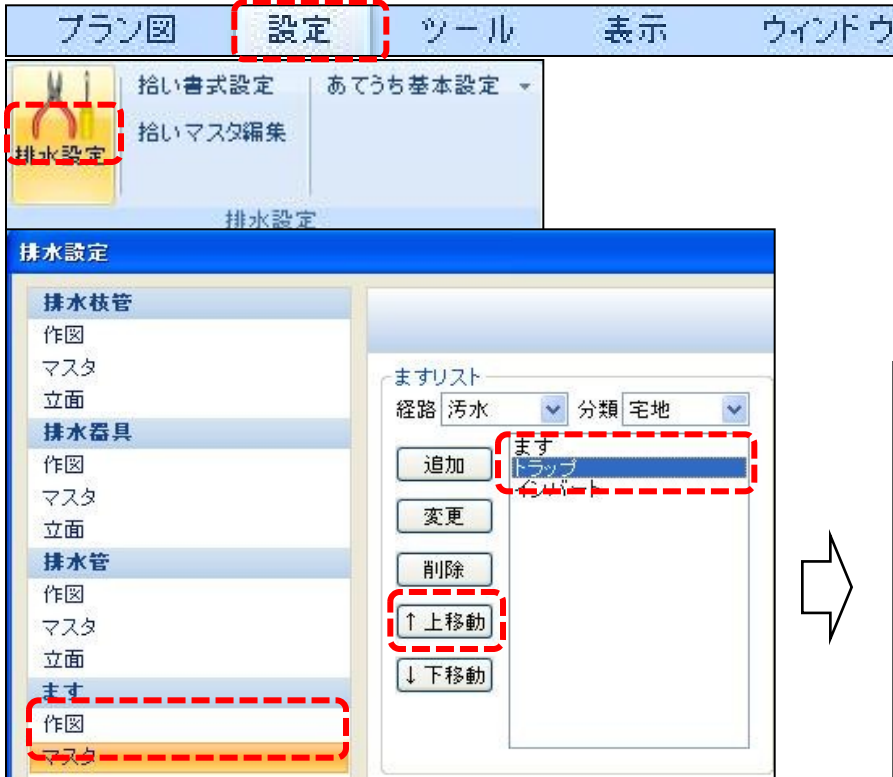 プラン図 設定 ツール 表示 ウィンドウ
拾い書式設定 あてうち基本設定
拾いマスタ編集
排水設定
排水設定
排水設定
排水枝管
作図
マスタ
立面
排水器具
作図
マスタ
立面
排水管
作図
マスタ
立面
ます
作図
マスタ
ますリスト
経路 汚水 分類 宅地
追加
変更
削除
↑上移動
↓下移動
ます
トラップ
インバート